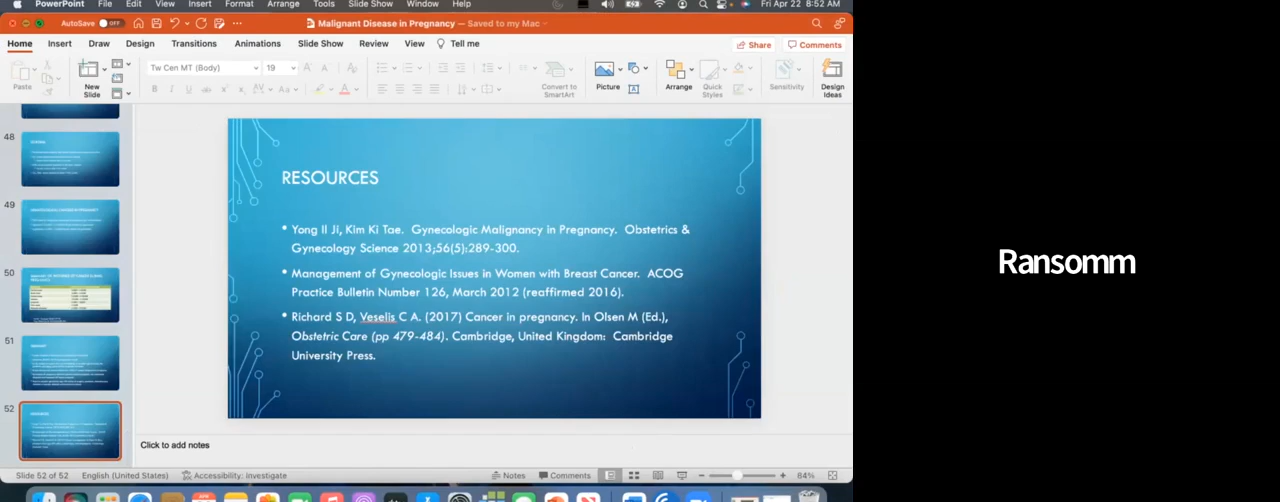 PowerPoint File Edit View Insert Format Arrange Tools Slide Show Window Help Fri Apr 22 8:52 AM
AutoSave OFF Malignant Disease in Pregnancy — Saved to my Mac
Home Insert Draw Design Transitions Animations Slide Show Review View Tell me Share Comments
Tw Cen MT (Body) 19
Paste New Slide Convert to SmartArt Picture Arrange Quick Styles Sensitivity Design Ideas
48
49
50
51
52
RESOURCES
• Yong Il Ji, Kim Ki Tae. Gynecologic Malignancy in Pregnancy. Obstetrics &
Gynecology Science 2013;56(5):289-300.
• Management of Gynecologic Issues in Women with Breast Cancer. ACOG
Practice Bulletin Number 126, March 2012 (reaffirmed 2016).
• Richard S D, Veselis C A. (2017) Cancer in pregnancy. In Olsen M (Ed.),
Obstetric Care (pp 479-484). Cambridge, United Kingdom: Cambridge
University Press.
Click to add notes
Slide 52 of 52 English (United States) Accessibility: Investigate Notes Comments 84%
Ransomm